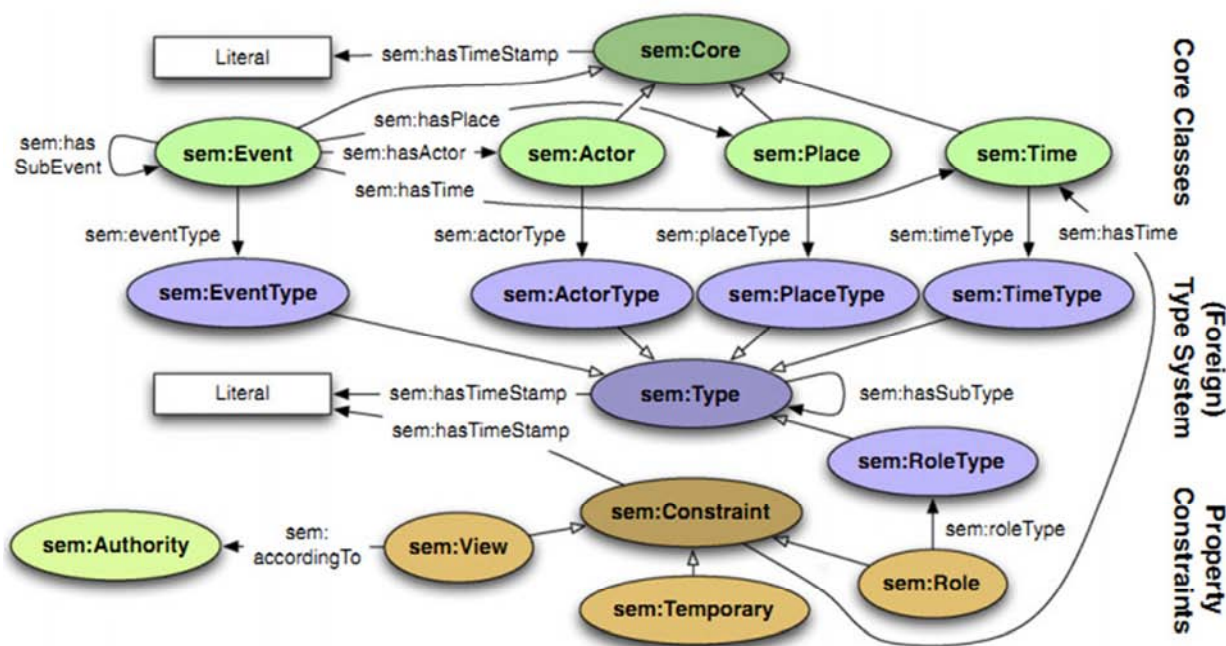 Literal
sem:hasTimeStamp
sem:Core
sem:has
SubEvent
sem:Event
sem:hasPlace
sem:hasActor
sem:hasTime
sem:Actor
sem:Place
sem:Time
Core Classes
sem:eventType
sem:actorType
sem:placeType
sem:timeType
sem:hasTime
sem:EventType
sem:ActorType
sem:PlaceType
sem:TimeType
(Foreign)
Type System
Literal
sem:hasTimeStamp
sem:Type
sem:hasSubType
sem:hasTimeStamp
sem:RoleType
sem:Constraint
sem:roleType
Property
Constraints
sem:Authority
sem:
accordingTo
sem:View
sem:Temporary
sem:Role